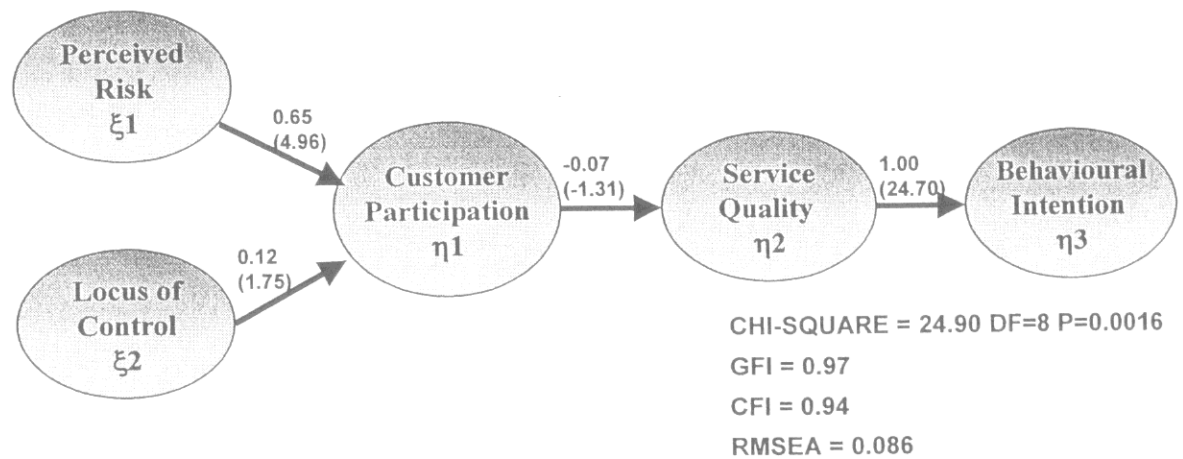 Perceived
Risk
ξ1
0.65
(4.96)
Customer
Participation
η1
-0.07
(-1.31)
Service
Quality
η2
1.00
(24.70)
Behavioural
Intention
η3
0.12
(1.75)
Locus of
Control
ξ2
CHI-SQUARE = 24.90 DF=8 P=0.0016
GFI = 0.97
CFI = 0.94
RMSEA = 0.086